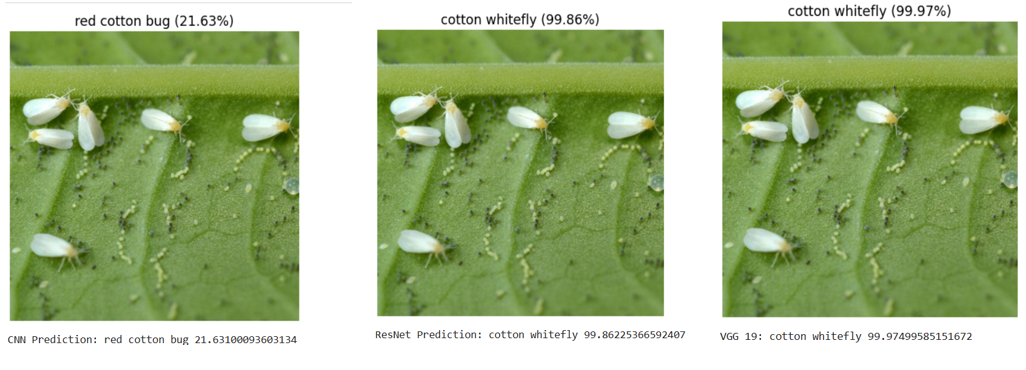 red cotton bug (21.63%)
CNN Prediction: red cotton bug 21.63100093603134
cotton whitefly (99.86%)
ResNet Prediction: cotton whitefly 99.86225366592407
cotton whitefly (99.97%)
VGG 19: cotton whitefly 99.97499585151672